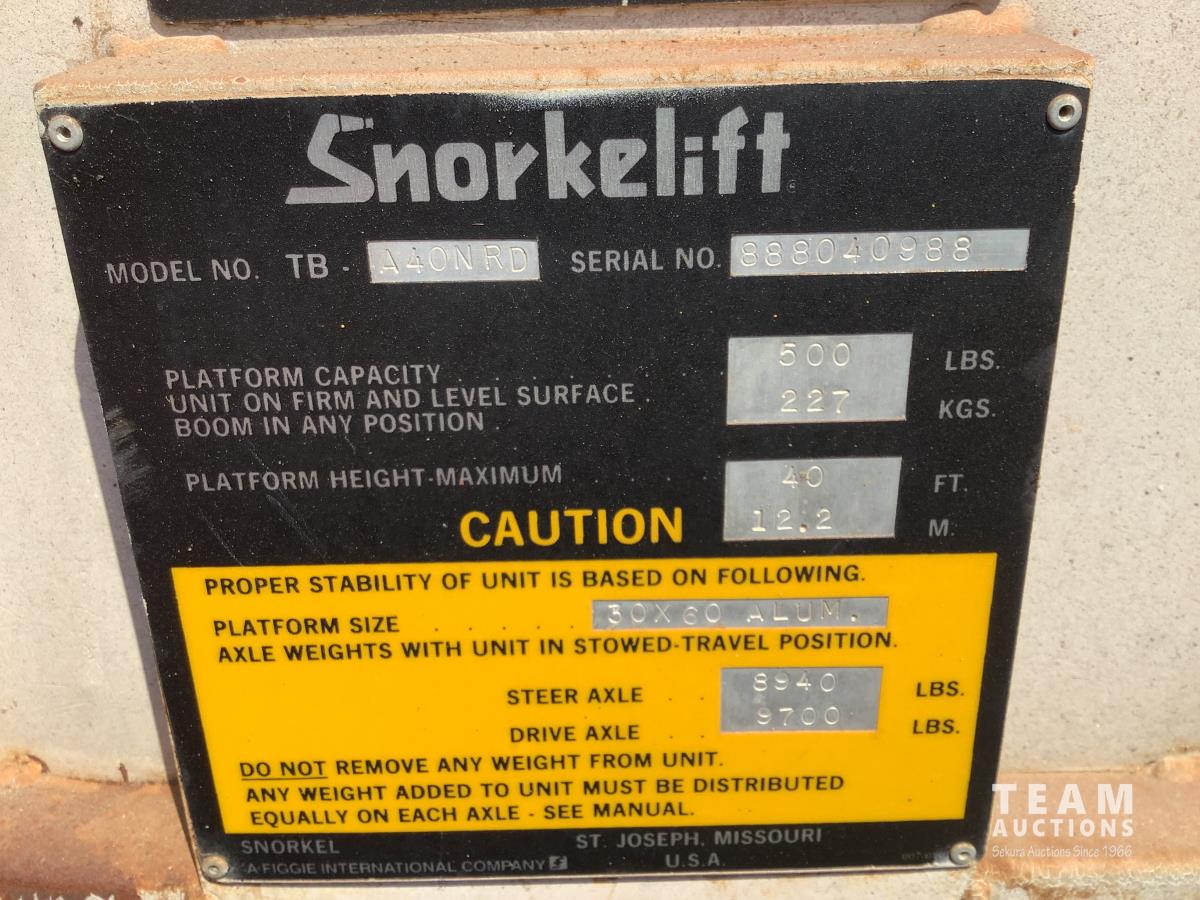 Snorkelift
MODEL NO. TB - A40NRD SERIAL NO. 888040988
PLATFORM CAPACITY 500 LBS.
UNIT ON FIRM AND LEVEL SURFACE . 227 KGS.
BOOM IN ANY POSITION .
PLATFORM HEIGHT-MAXIMUM 40 FT.
12.2 M.
CAUTION
PROPER STABILITY OF UNIT IS BASED ON FOLLOWING.
PLATFORM SIZE . . . . . . 30X60 ALUM.
AXLE WEIGHTS WITH UNIT IN STOWED-TRAVEL POSITION.
STEER AXLE . . 8940 LBS.
DRIVE AXLE . . 9700 LBS.
DO NOT REMOVE ANY WEIGHT FROM UNIT.
ANY WEIGHT ADDED TO UNIT MUST BE DISTRIBUTED
EQUALLY ON EACH AXLE - SEE MANUAL.
SNORKEL ST. JOSEPH, MISSOURI
A FIGGIE INTERNATIONAL COMPANY U.S.A.
TEAM
AUCTIONS
Sekura Auctions Since 1966